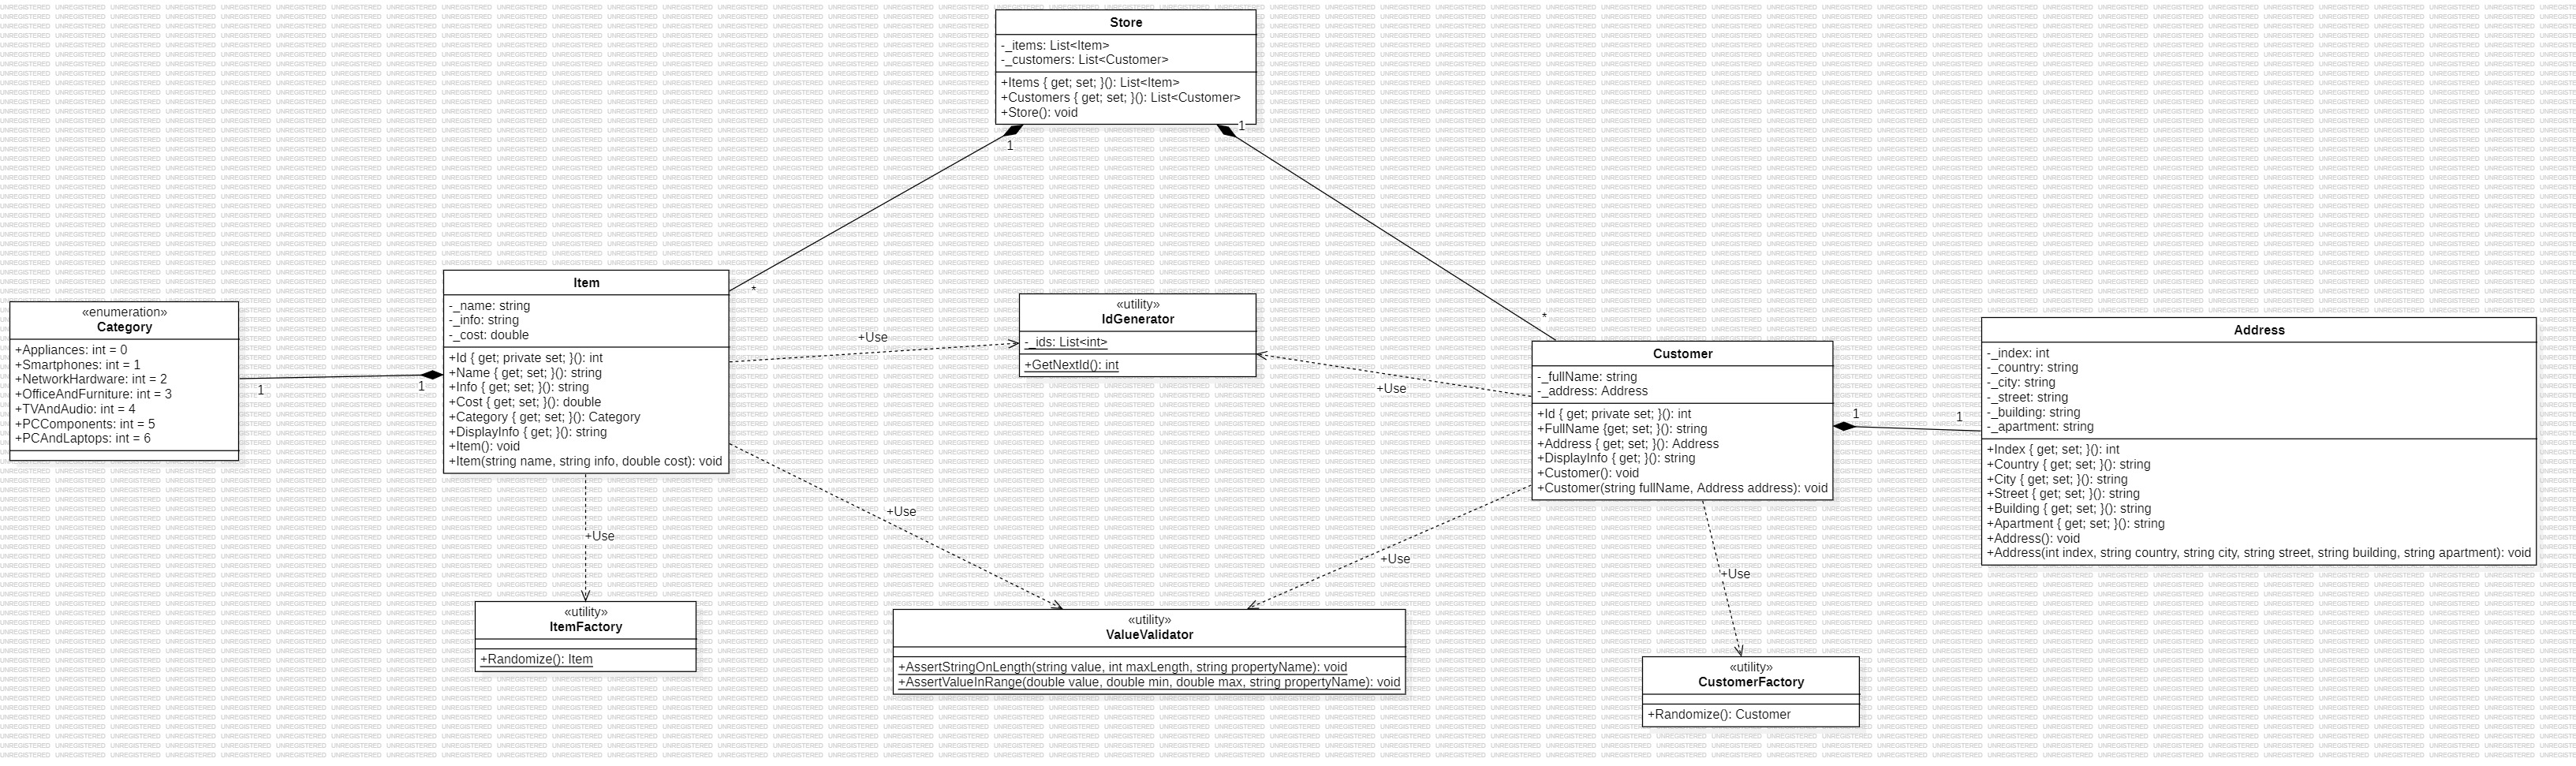 Store
-_items: List<Item>
-_customers: List<Customer>
+Items { get; set; }(): List<Item>
+Customers { get; set; }(): List<Customer>
+Store(): void
1
1
*
*
«enumeration»
Category
+Appliances: int = 0
+Smartphones: int = 1
+NetworkHardware: int = 2
+OfficeAndFurniture: int = 3
+TVAndAudio: int = 4
+PCComponents: int = 5
+PCAndLaptops: int = 6
1
1
Item
-_name: string
-_info: string
-_cost: double
+Id { get; private set; }(): int
+Name { get; set; }(): string
+Info { get; set; }(): string
+Cost { get; set; }(): double
+Category { get; set; }(): Category
+DisplayInfo { get; }(): string
+Item(): void
+Item(string name, string info, double cost): void
+Use
«utility»
IdGenerator
-_ids: List<int>
+GetNextId(): int
+Use
Customer
-_fullName: string
-_address: Address
+Id { get; private set; }(): int
+FullName {get; set; }(): string
+Address { get; set; }(): Address
+DisplayInfo { get; }(): string
+Customer(): void
+Customer(string fullName, Address address): void
1
1
Address
-_index: int
-_country: string
-_city: string
-_street: string
-_building: string
-_apartment: string
+Index { get; set; }(): int
+Country { get; set; }(): string
+City { get; set; }(): string
+Street { get; set; }(): string
+Building { get; set; }(): string
+Apartment { get; set; }(): string
+Address(): void
+Address(int index, string country, string city, string street, string building, string apartment): void
+Use
+Use
+Use
+Use
«utility»
ItemFactory
+Randomize(): Item
«utility»
ValueValidator
+AssertStringOnLength(string value, int maxLength, string propertyName): void
+AssertValueInRange(double value, double min, double max, string propertyName): void
«utility»
CustomerFactory
+Randomize(): Customer
UNREGISTERED